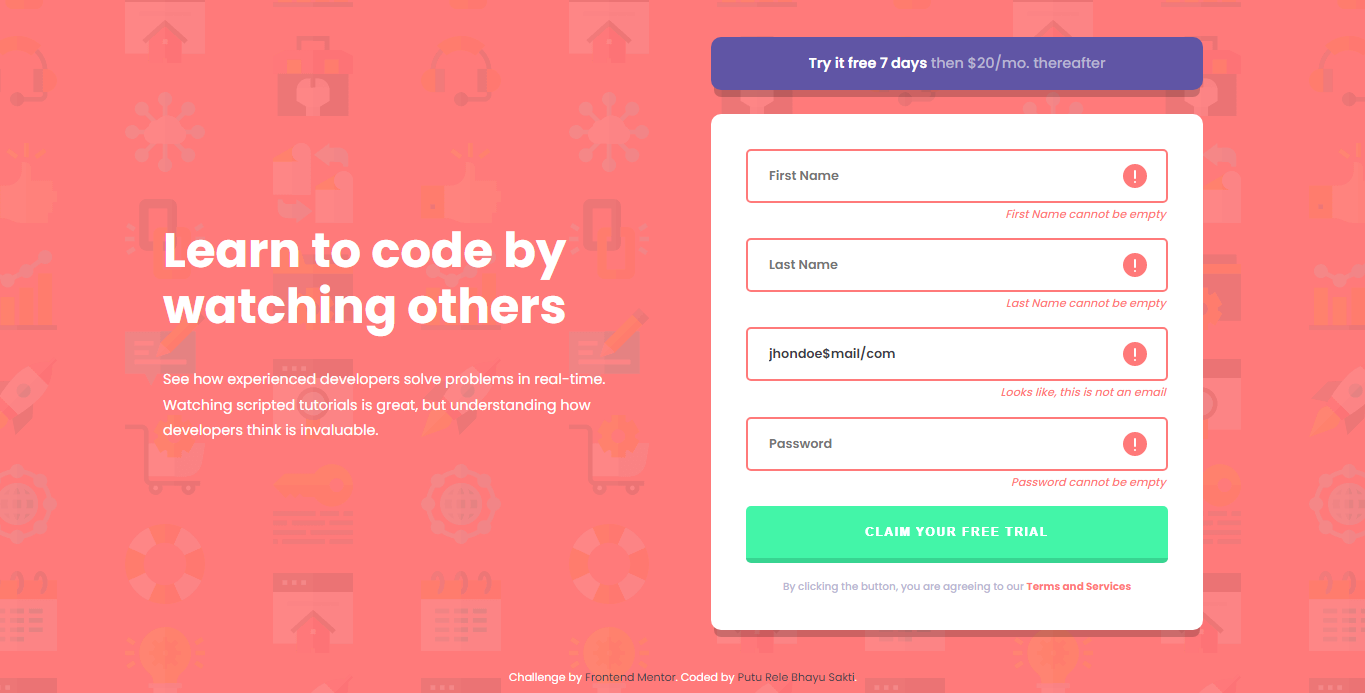 Learn to code by
watching others
See how experienced developers solve problems in real-time.
Watching scripted tutorials is great, but understanding how
developers think is invaluable.
Try it free 7 days then $20/mo. thereafter
First Name
First Name cannot be empty
Last Name
Last Name cannot be empty
jhondoe$mail/com
Looks like, this is not an email
Password
Password cannot be empty
CLAIM YOUR FREE TRIAL
By clicking the button, you are agreeing to our Terms and Services
Challenge by Frontend Mentor. Coded by Putu Rele Bhayu Sakti.